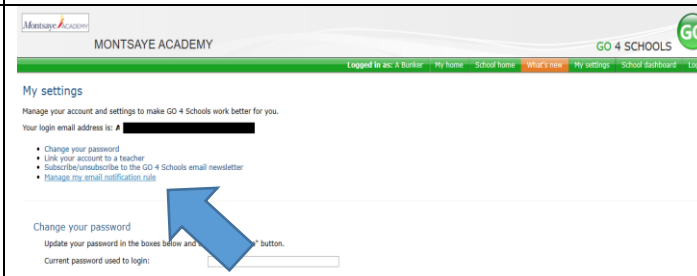 Montsaye ACADEMY
MONTSAYE ACADEMY
GO 4 SCHOOLS
GO
Logged in as: A Bunker My home School home What's new My settings School dashboard
My settings
Manage your account and settings to make GO 4 Schools work better for you.
Your login email address is: A
Change your password
Link your account to a teacher
Subscribe/unsubscribe to the GO 4 Schools email newsletter
Manage my email notification rule
Change your password
Update your password in the boxes below and button.
Current password used to login: